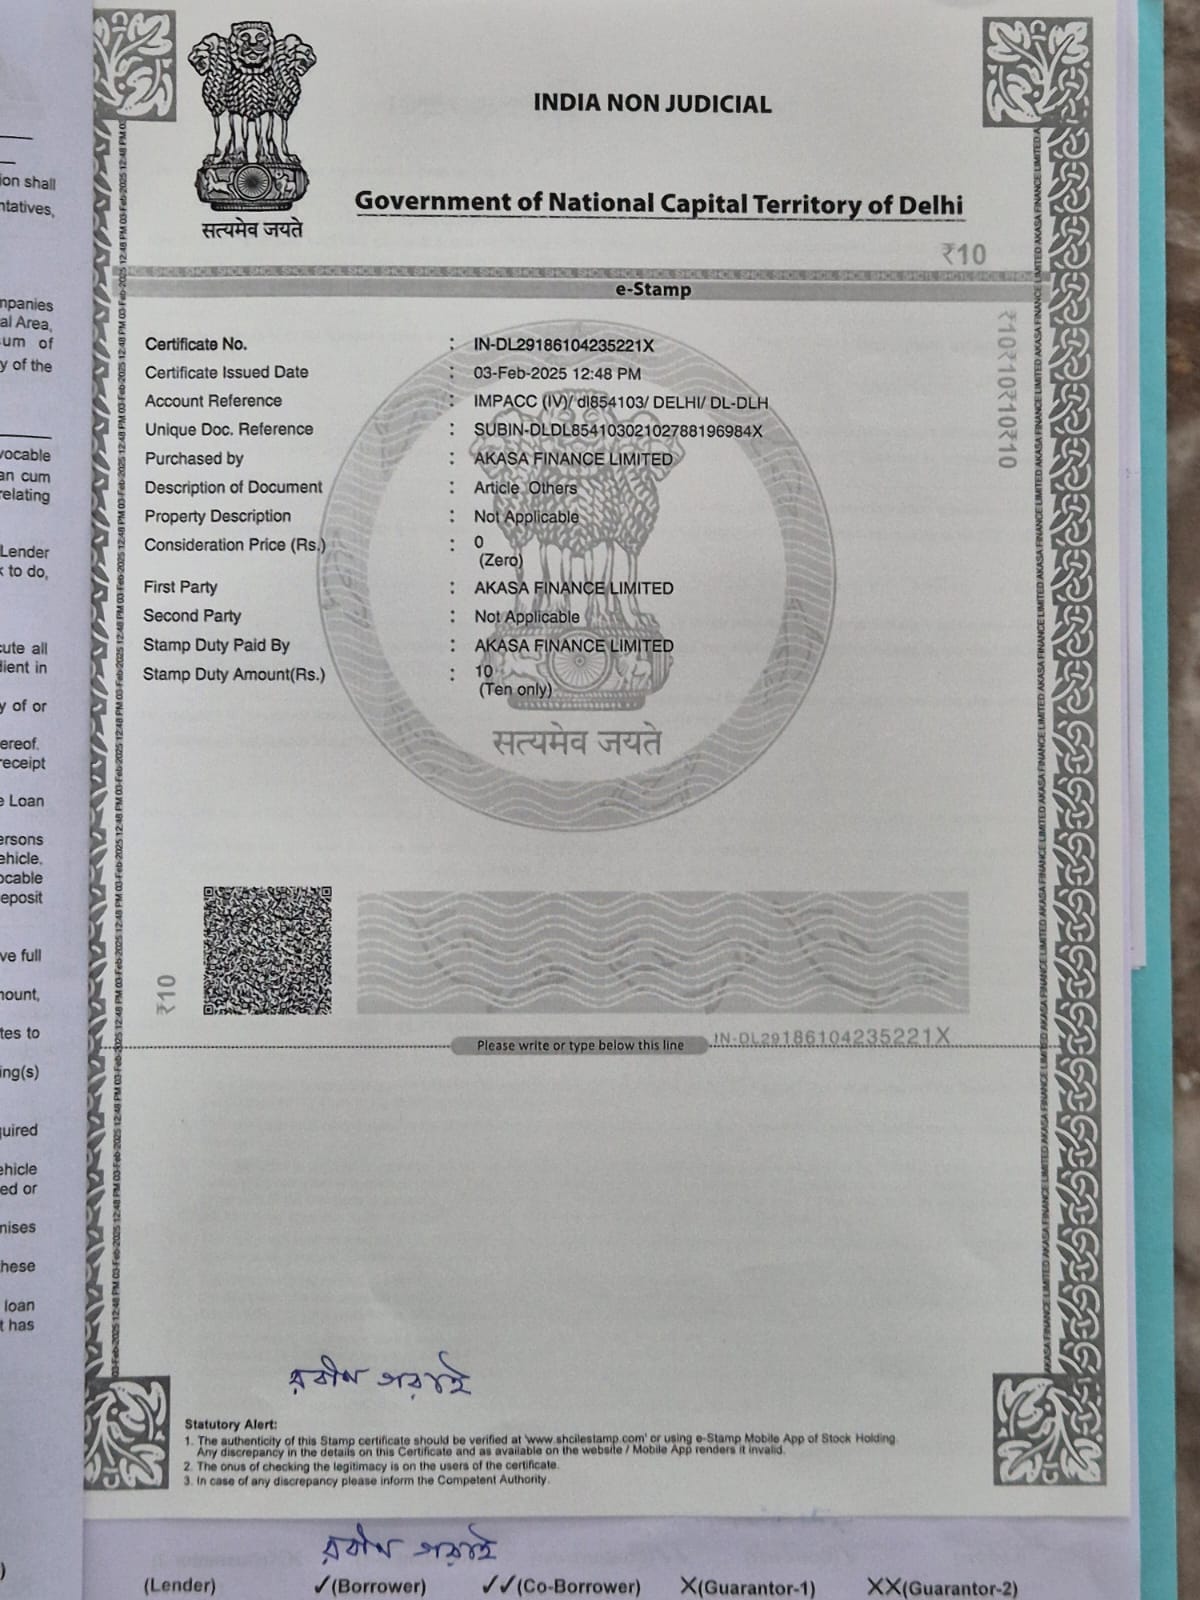 ion shall
ntatives,
mpanies
al Area,
um of
y of the
vocable
an cum
relating
Lender
k to do,
cute all
dient in
y of or
ereof.
receipt
e Loan
ersons
ehicle.
ocable
eposit
ve full
nount,
tes to
ing(s)
quired
ehicle
ed or
nises
hese
loan
t has
)
सत्यमेव जयते
INDIA NON JUDICIAL
Government of National Capital Territory of Delhi
₹10
e-Stamp
Certificate No. : IN-DL29186104235221X
Certificate Issued Date : 03-Feb-2025 12:48 PM
Account Reference : IMPACC (IV)/ dl854103/ DELHI/ DL-DLH
Unique Doc. Reference : SUBIN-DLDL85410302102788196984X
Purchased by : AKASA FINANCE LIMITED
Description of Document : Article Others
Property Description : Not Applicable
Consideration Price (Rs.) : 0
(Zero)
First Party : AKASA FINANCE LIMITED
Second Party : Not Applicable
Stamp Duty Paid By : AKASA FINANCE LIMITED
Stamp Duty Amount(Rs.) : 10
(Ten only)
सत्यमेव जयते
₹10₹10₹10₹10
₹10
Please write or type below this line
IN-DL29186104235221X
রবীন গরাই
Statutory Alert:
1. The authenticity of this Stamp certificate should be verified at 'www.shcilestamp.com' or using e-Stamp Mobile App of Stock Holding.
Any discrepancy in the details on this Certificate and as available on the website / Mobile App renders it invalid.
2. The onus of checking the legitimacy is on the users of the certificate.
3. In case of any discrepancy please inform the Competent Authority.
রবীন গরাই
(Lender) ✓(Borrower) ✓✓(Co-Borrower) X(Guarantor-1) XX(Guarantor-2)